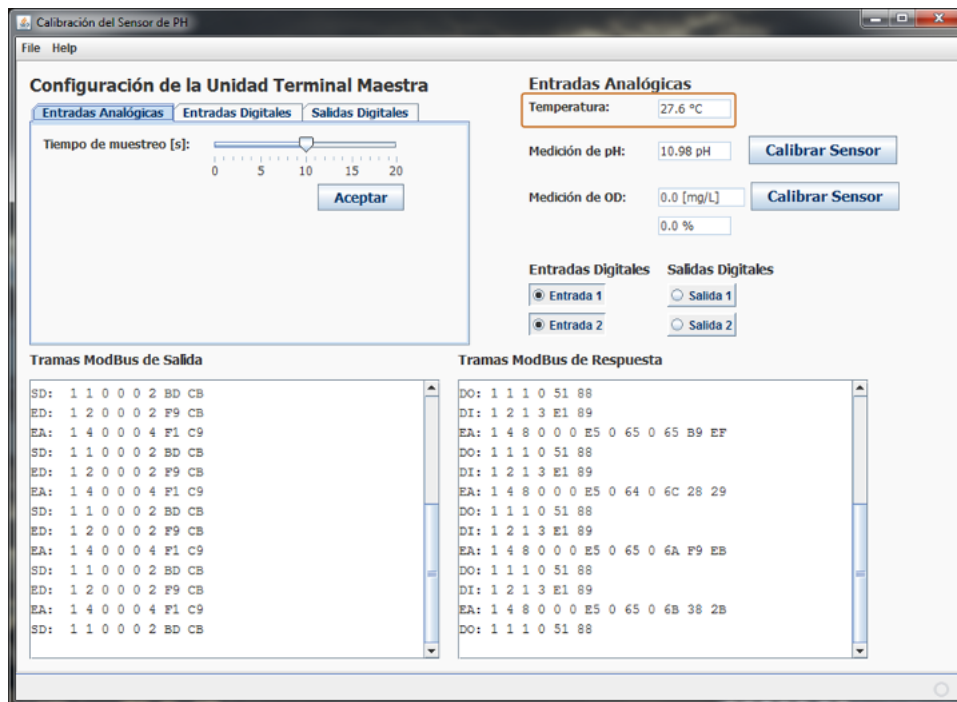 Calibración del Sensor de PH
File Help
Configuración de la Unidad Terminal Maestra
Entradas Analógicas Entradas Digitales Salidas Digitales
Tiempo de muestreo [s]:
0 5 10 15 20
Aceptar
Entradas Analógicas
Temperatura: 27.6 °C
Medición de pH: 10.98 pH Calibrar Sensor
Medición de OD: 0.0 [mg/L] Calibrar Sensor
0.0 %
Entradas Digitales Salidas Digitales
Entrada 1 Salida 1
Entrada 2 Salida 2
Tramas ModBus de Salida
SD: 1 1 0 0 0 2 BD CB
ED: 1 2 0 0 0 2 F9 CB
EA: 1 4 0 0 0 4 F1 C9
SD: 1 1 0 0 0 2 BD CB
ED: 1 2 0 0 0 2 F9 CB
EA: 1 4 0 0 0 4 F1 C9
SD: 1 1 0 0 0 2 BD CB
ED: 1 2 0 0 0 2 F9 CB
EA: 1 4 0 0 0 4 F1 C9
SD: 1 1 0 0 0 2 BD CB
ED: 1 2 0 0 0 2 F9 CB
EA: 1 4 0 0 0 4 F1 C9
SD: 1 1 0 0 0 2 BD CB
Tramas ModBus de Respuesta
DO: 1 1 1 0 51 88
DI: 1 2 1 3 E1 89
EA: 1 4 8 0 0 0 E5 0 65 0 65 B9 EF
DO: 1 1 1 0 51 88
DI: 1 2 1 3 E1 89
EA: 1 4 8 0 0 0 E5 0 64 0 6C 28 29
DO: 1 1 1 0 51 88
DI: 1 2 1 3 E1 89
EA: 1 4 8 0 0 0 E5 0 65 0 6A F9 EB
DO: 1 1 1 0 51 88
DI: 1 2 1 3 E1 89
EA: 1 4 8 0 0 0 E5 0 65 0 6B 38 2B
DO: 1 1 1 0 51 88